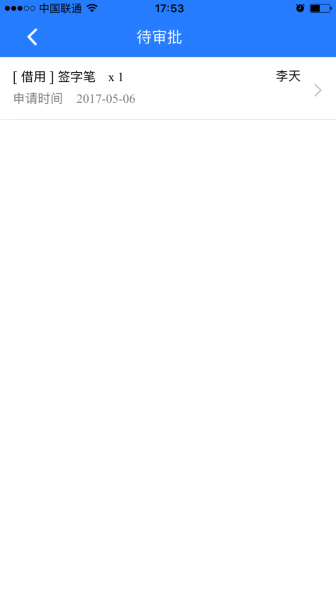 中国联通 17:53
待审批
[ 借用 ] 签字笔 x 1 李天
申请时间 2017-05-06